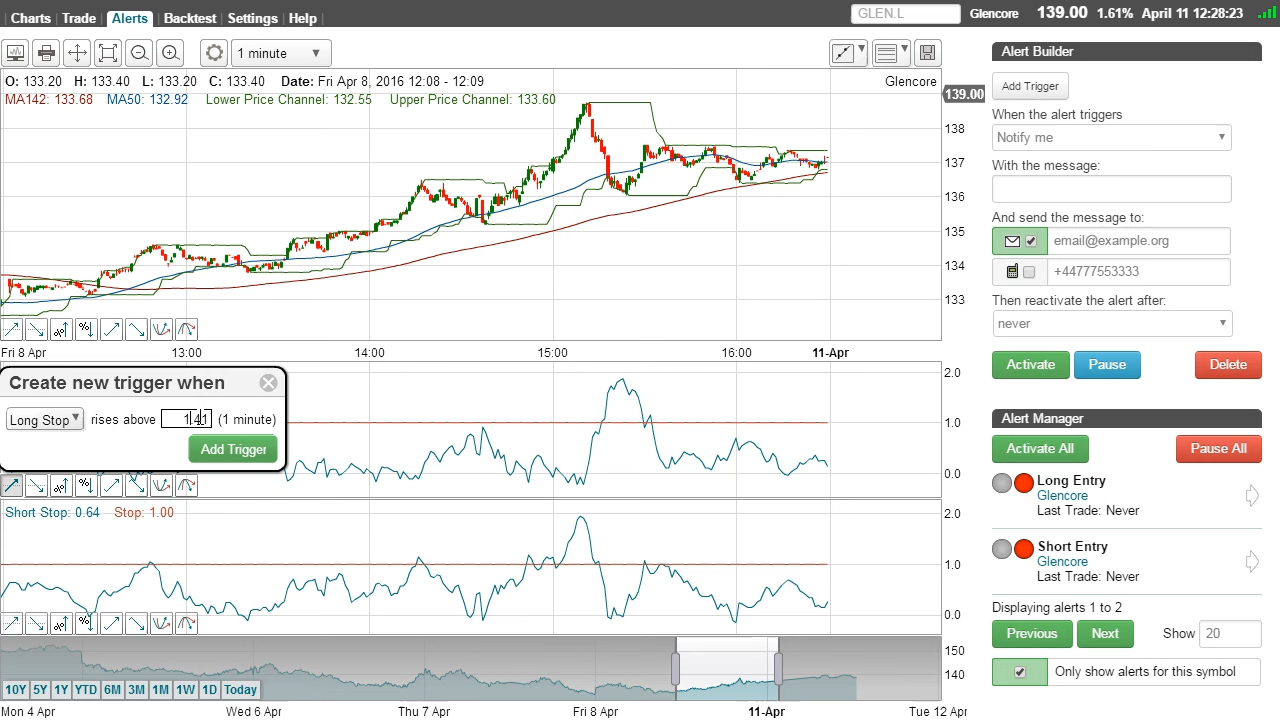 Charts | Trade | Alerts | Backtest | Settings | Help
GLEN.L Glencore 139.00 1.61% April 11 12:28:23
1 minute
O: 133.20 H: 133.40 L: 133.20 C: 133.40 Date: Fri Apr 8, 2016 12:08 - 12:09 Glencore
MA142: 133.68 MA50: 132.92 Lower Price Channel: 132.55 Upper Price Channel: 133.60
139.00
138
137
136
135
134
133
Fri 8 Apr 13:00 14:00 15:00 16:00 11-Apr
Create new trigger when
Long Stop rises above (1 minute)
Add Trigger
2.0
1.0
0.0
Short Stop: 0.64 Stop: 1.00
2.0
1.0
0.0
150
140
10Y 5Y 1Y YTD 6M 3M 1M 1W 1D Today
Mon 4 Apr Wed 6 Apr Thu 7 Apr Fri 8 Apr 11-Apr Tue 12 Apr
Alert Builder
Add Trigger
When the alert triggers
Notify me
With the message:
And send the message to:
email@example.org
+44777553333
Then reactivate the alert after:
never
Activate Pause Delete
Alert Manager
Activate All Pause All
Long Entry
Glencore
Last Trade: Never
Short Entry
Glencore
Last Trade: Never
Displaying alerts 1 to 2
Previous Next Show 20
Only show alerts for this symbol